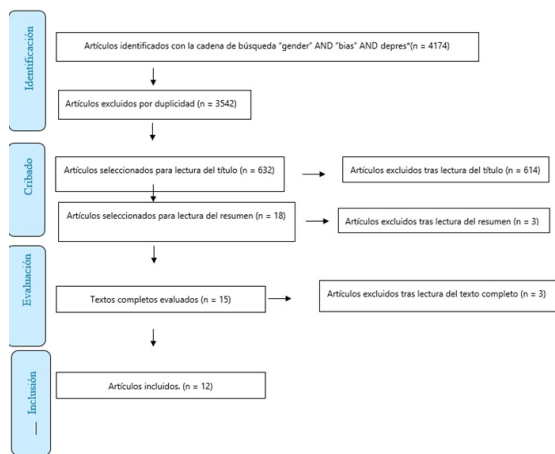 Identificación
Artículos identificados con la cadena de búsqueda "gender" AND "bias" AND depres*(n = 4174)
Artículos excluidos por duplicidad (n = 3542)
Cribado
Artículos seleccionados para lectura del título (n = 632)
Artículos excluidos tras lectura del título (n = 614)
Artículos seleccionados para lectura del resumen (n = 18)
Artículos excluidos tras lectura del resumen (n = 3)
Evaluación
Textos completos evaluados (n = 15)
Artículos excluidos tras lectura del texto completo (n = 3)
Inclusión
Artículos incluidos. (n = 12)